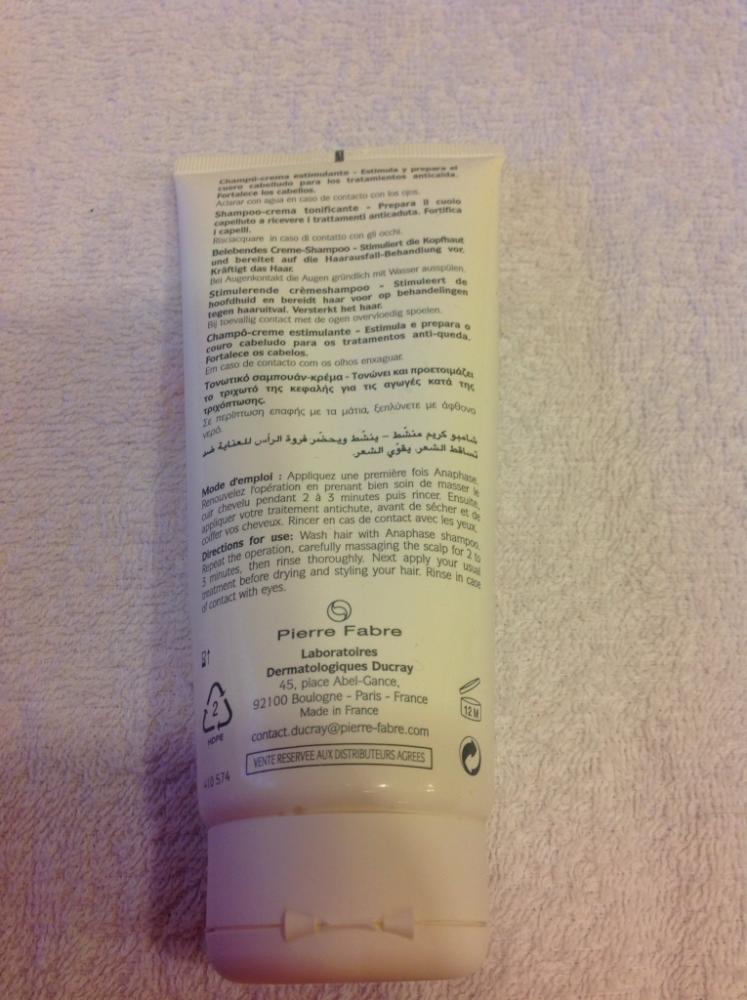 Champú-crema estimulante - Estimula y prepara el
cuero cabelludo para los tratamientos anticaída.
Fortalece los cabellos.
Aclarar con agua en caso de contacto con los ojos.
Shampoo-crema tonificante - Prepara il cuoio
capelluto a ricevere i trattamenti anticaduta. Fortifica
i capelli.
Risciacquare in caso di contatto con gli occhi.
Belebendes Creme-Shampoo - Stimuliert die Kopfhaut
und bereitet auf die Haarausfall-Behandlung vor.
Kräftigt das Haar.
Bei Augenkontakt die Augen gründlich mit Wasser ausspülen.
Stimulerende crèmeshampoo - Stimuleert de
hoofdhuid en bereidt haar voor op behandelingen
tegen haaruitval. Versterkt het haar.
Bij toevallig contact met de ogen overvloedig spoelen.
Champô-creme estimulante - Estimula e prepara o
couro cabeludo para os tratamentos anti-queda.
Fortalece os cabelos.
Em caso de contacto com os olhos enxaguar.
Τονωτικό σαμπουάν-κρέμα - Τονώνει και προετοιμάζει
το τριχωτό της κεφαλής για τις αγωγές κατά της
τριχόπτωσης.
Σε περίπτωση επαφής με τα μάτια, ξεπλύνετε με άφθονο
νερό.
شامبو كريم منشّط – ينشّط ويحضّر فروة الرأس للعناية ضد
تساقط الشعر. يقوّي الشعر.
Mode d'emploi : Appliquez une première fois Anaphase.
Renouvelez l'opération en prenant bien soin de masser le
cuir chevelu pendant 2 à 3 minutes puis rincer. Ensuite,
appliquer votre traitement antichute, avant de sécher et de
coiffer vos cheveux. Rincer en cas de contact avec les yeux.
Directions for use: Wash hair with Anaphase shampoo.
Repeat the operation, carefully massaging the scalp for 2 to
3 minutes, then rinse thoroughly. Next apply your usual
treatment before drying and styling your hair. Rinse in case
of contact with eyes.
Pierre Fabre
Laboratoires
Dermatologiques Ducray
45, place Abel-Gance,
92100 Boulogne - Paris - France
Made in France
contact.ducray@pierre-fabre.com
VENTE RESERVEE AUX DISTRIBUTEURS AGREES
2
HDPE
410 574
12 M